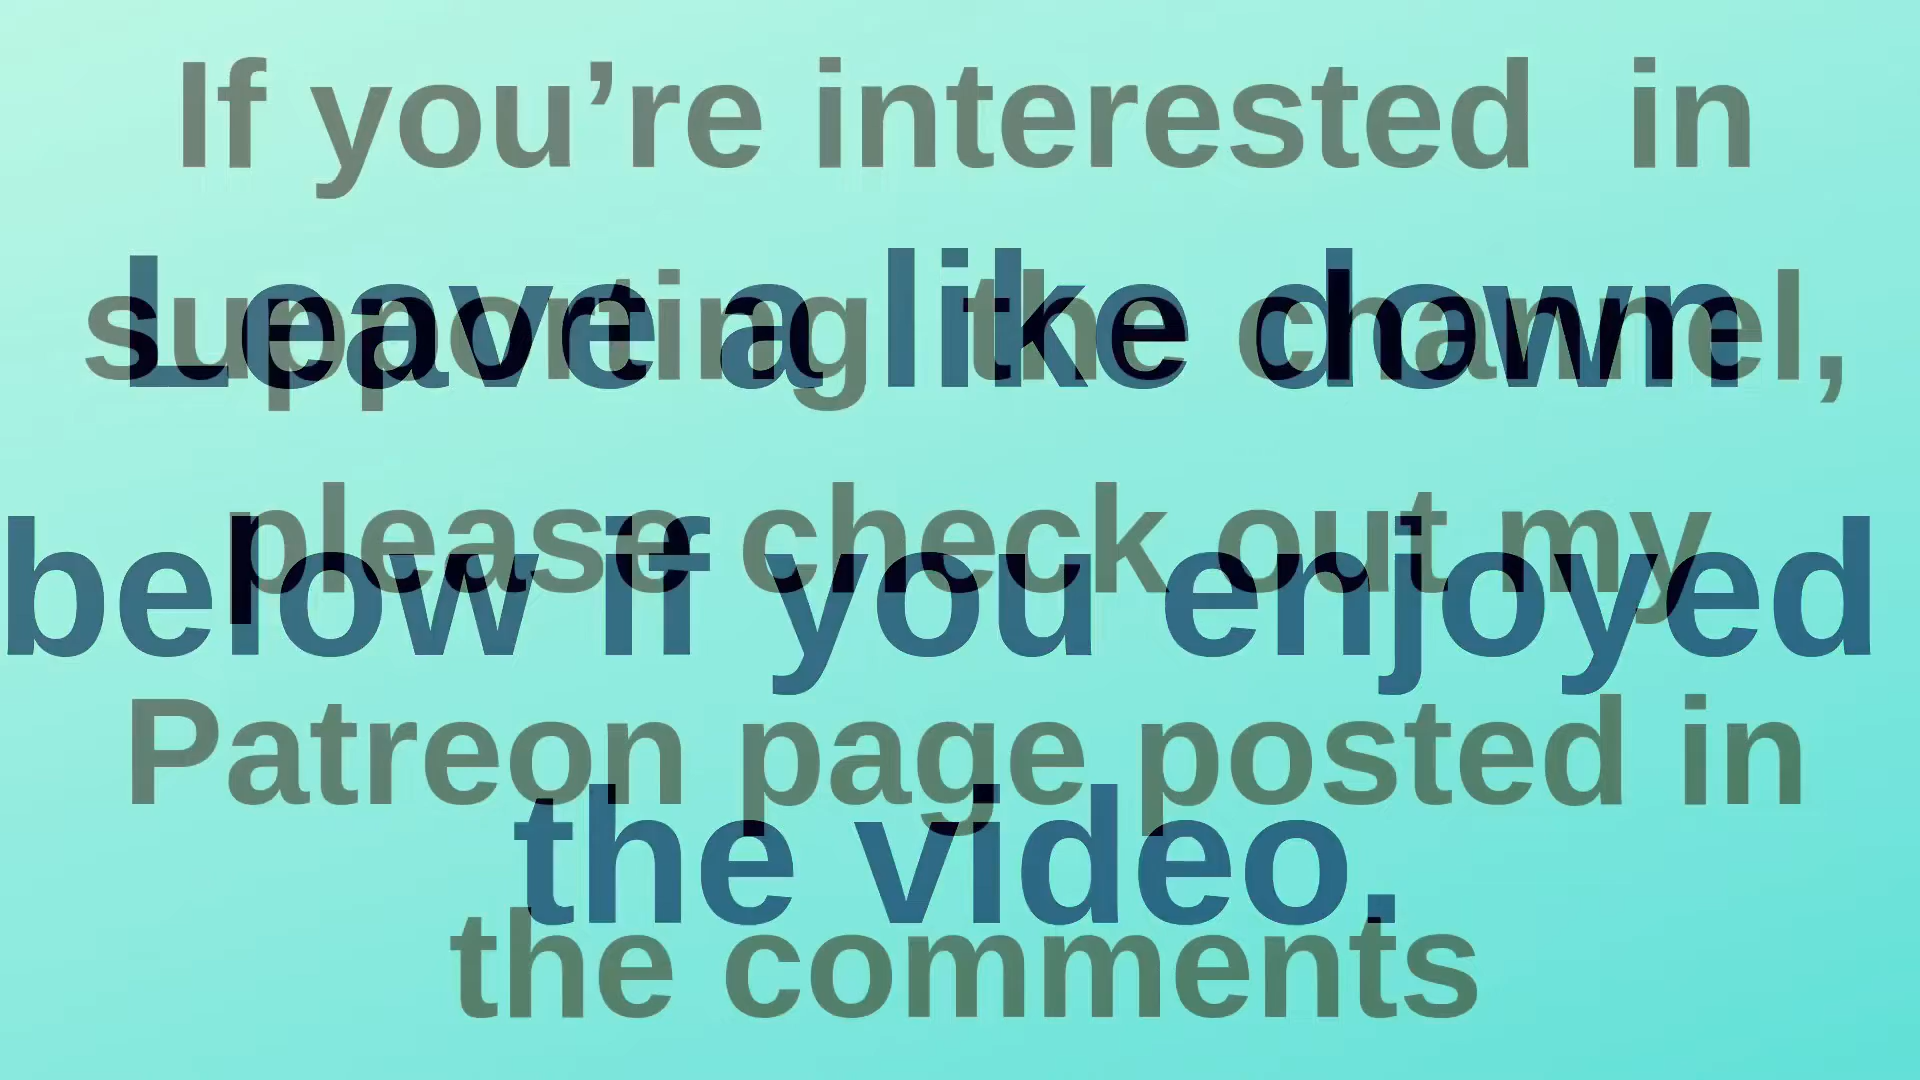 If you’re interested  in
supporting the channel,
please check out my
Patreon page posted in
the comments
Leave a like down
below if you enjoyed
the video.